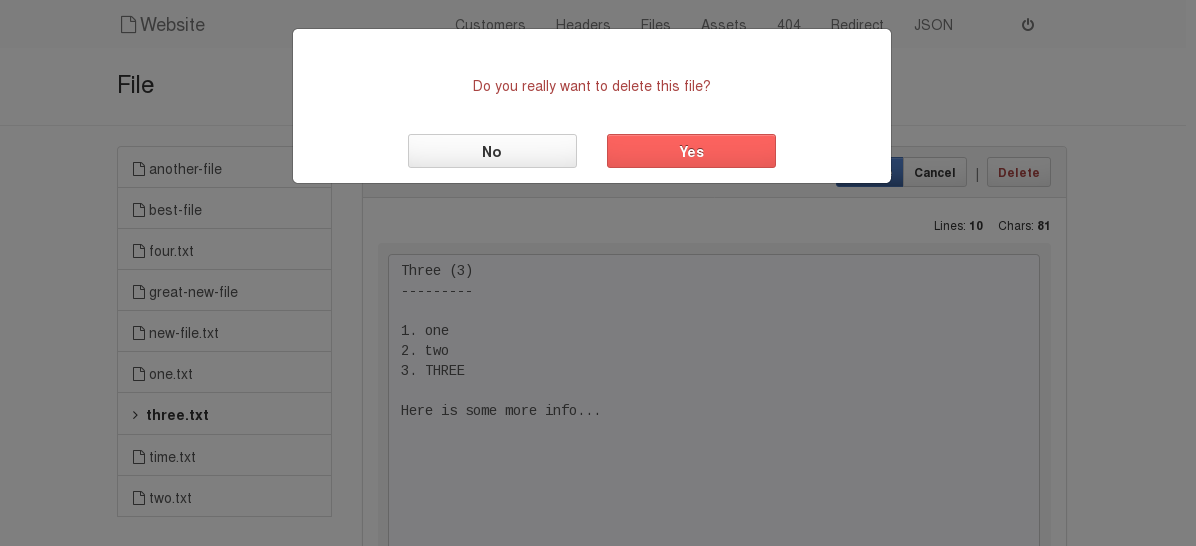 Website
Customers Headers Files Assets 404 Redirect JSON
File
Do you really want to delete this file?
No Yes
Cancel | Delete
Lines: 10 Chars: 81
another-file
best-file
four.txt
great-new-file
new-file.txt
one.txt
three.txt
time.txt
two.txt
Three (3)
---------
1. one
2. two
3. THREE
Here is some more info...